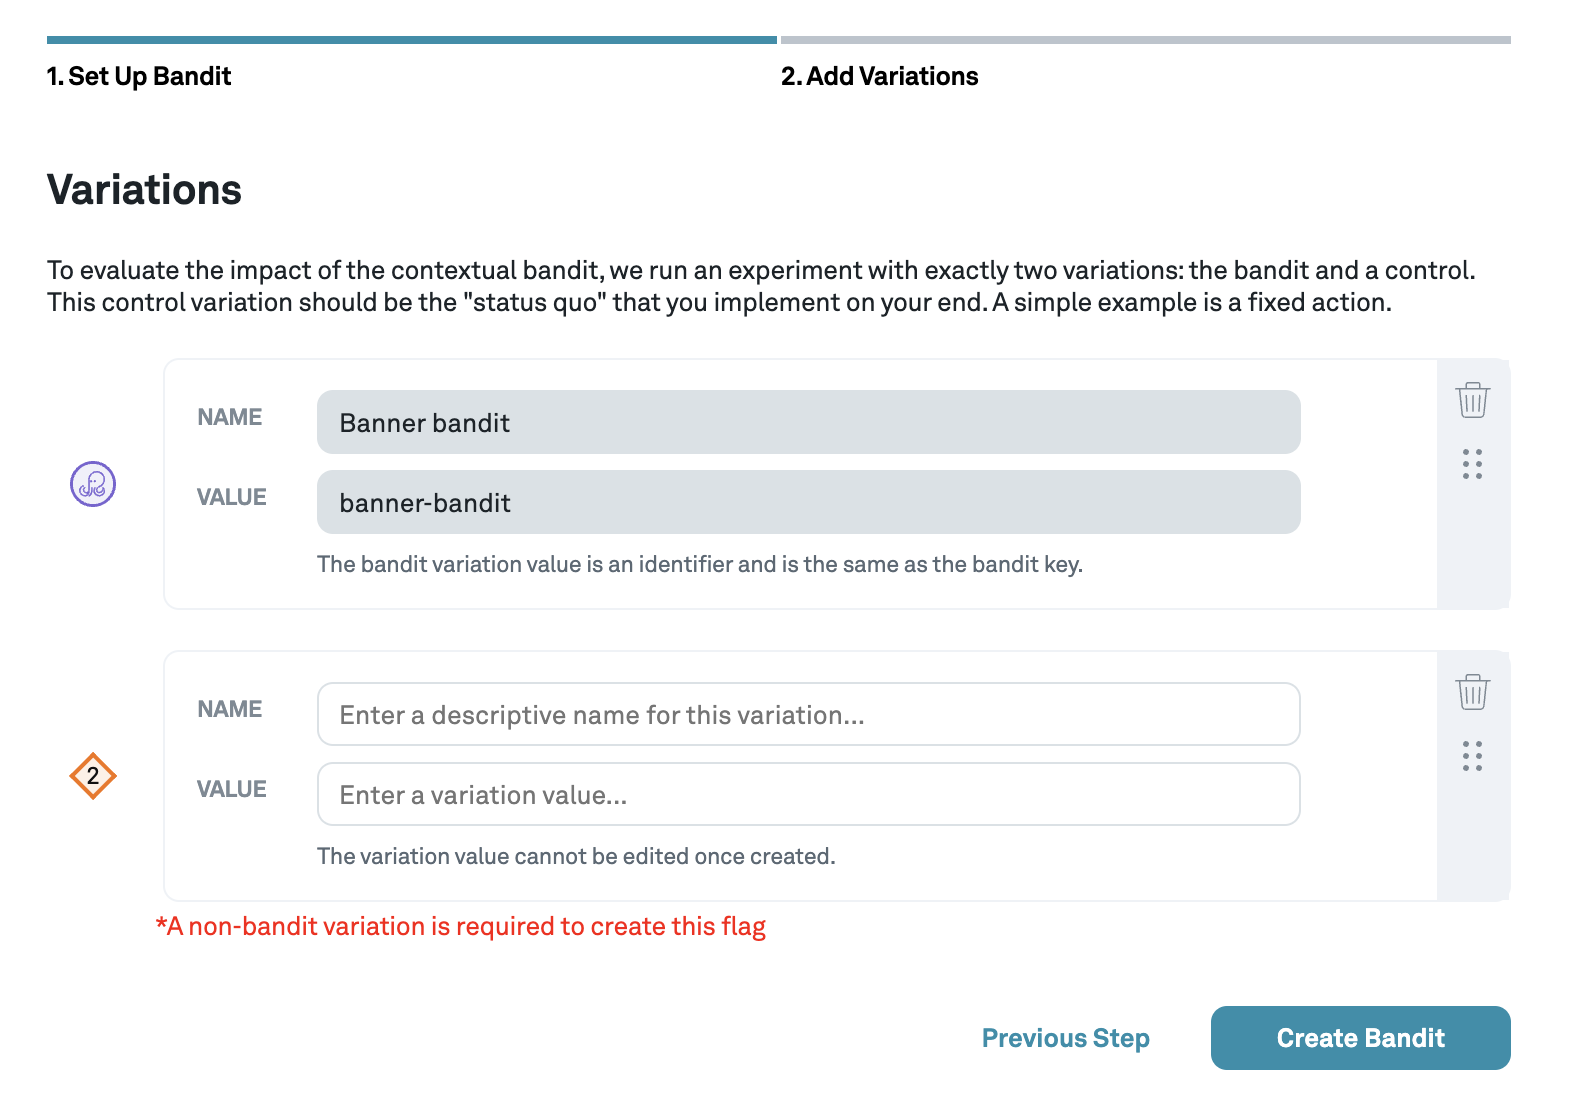 1. Set Up Bandit
2. Add Variations
Variations
To evaluate the impact of the contextual bandit, we run an experiment with exactly two variations: the bandit and a control.
This control variation should be the "status quo" that you implement on your end. A simple example is a fixed action.
NAME
Banner bandit
VALUE
banner-bandit
The bandit variation value is an identifier and is the same as the bandit key.
2
NAME
Enter a descriptive name for this variation...
VALUE
Enter a variation value...
The variation value cannot be edited once created.
*A non-bandit variation is required to create this flag
Previous Step
Create Bandit